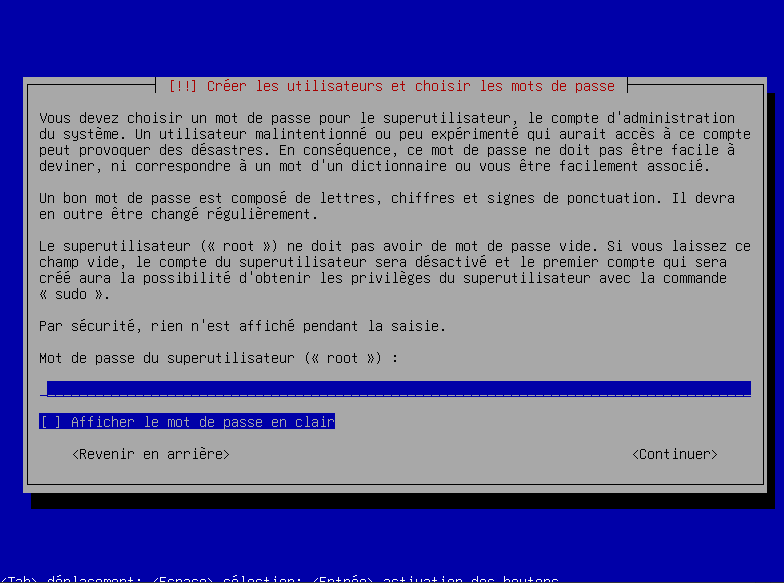 [!!] Créer les utilisateurs et choisir les mots de passe
Vous devez choisir un mot de passe pour le superutilisateur, le compte d'administration
du système. Un utilisateur malintentionné ou peu expérimenté qui aurait accès à ce compte
peut provoquer des désastres. En conséquence, ce mot de passe ne doit pas être facile à
deviner, ni correspondre à un mot d'un dictionnaire ou vous être facilement associé.
Un bon mot de passe est composé de lettres, chiffres et signes de ponctuation. Il devra
en outre être changé régulièrement.
Le superutilisateur (« root ») ne doit pas avoir de mot de passe vide. Si vous laissez ce
champ vide, le compte du superutilisateur sera désactivé et le premier compte qui sera
créé aura la possibilité d'obtenir les privilèges du superutilisateur avec la commande
« sudo ».
Par sécurité, rien n'est affiché pendant la saisie.
Mot de passe du superutilisateur (« root ») :
[ ] Afficher le mot de passe en clair
<Revenir en arrière> <Continuer>
<Tab> déplacement; <Espace> sélection; <Entrée> activation des boutons